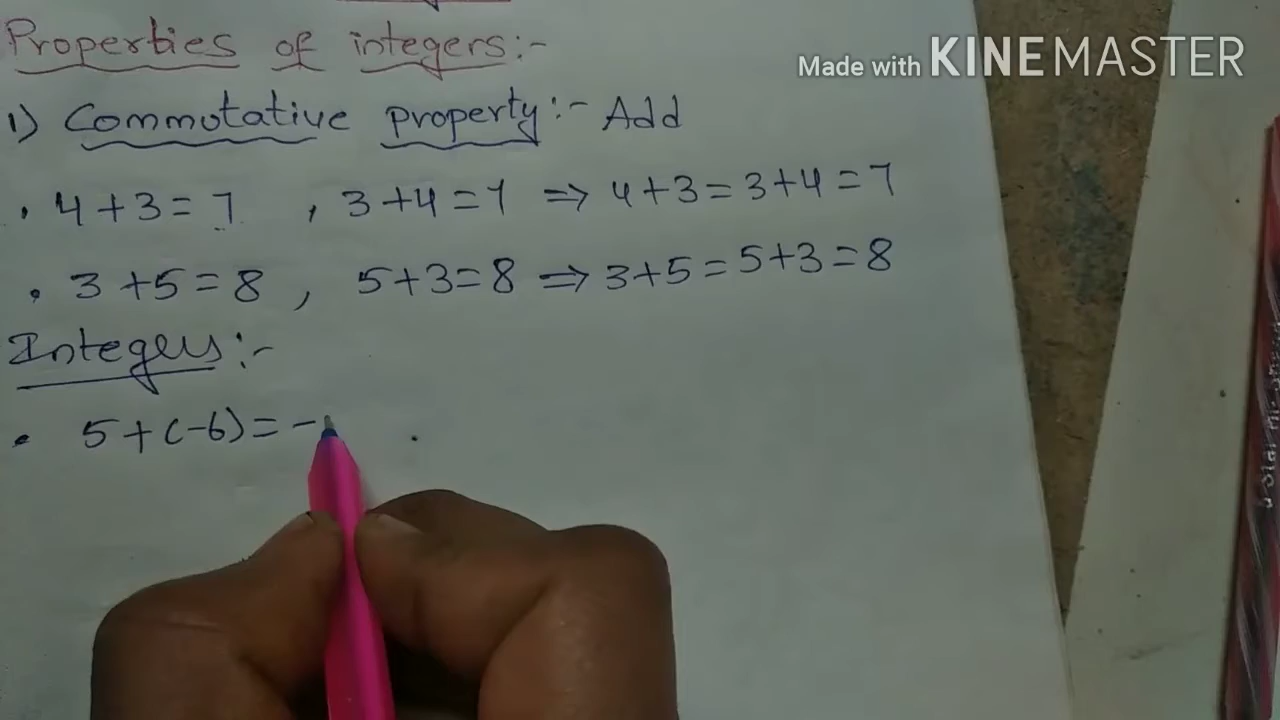 Properties of integers:-
Made with KINEMASTER
1) Commutative property:- Add
. 4+3=7 , 3+4=7 ⇒ 4+3=3+4=7
. 3+5=8 , 5+3=8 ⇒ 3+5=5+3=8
Integers:-
. 5+(-6)=-